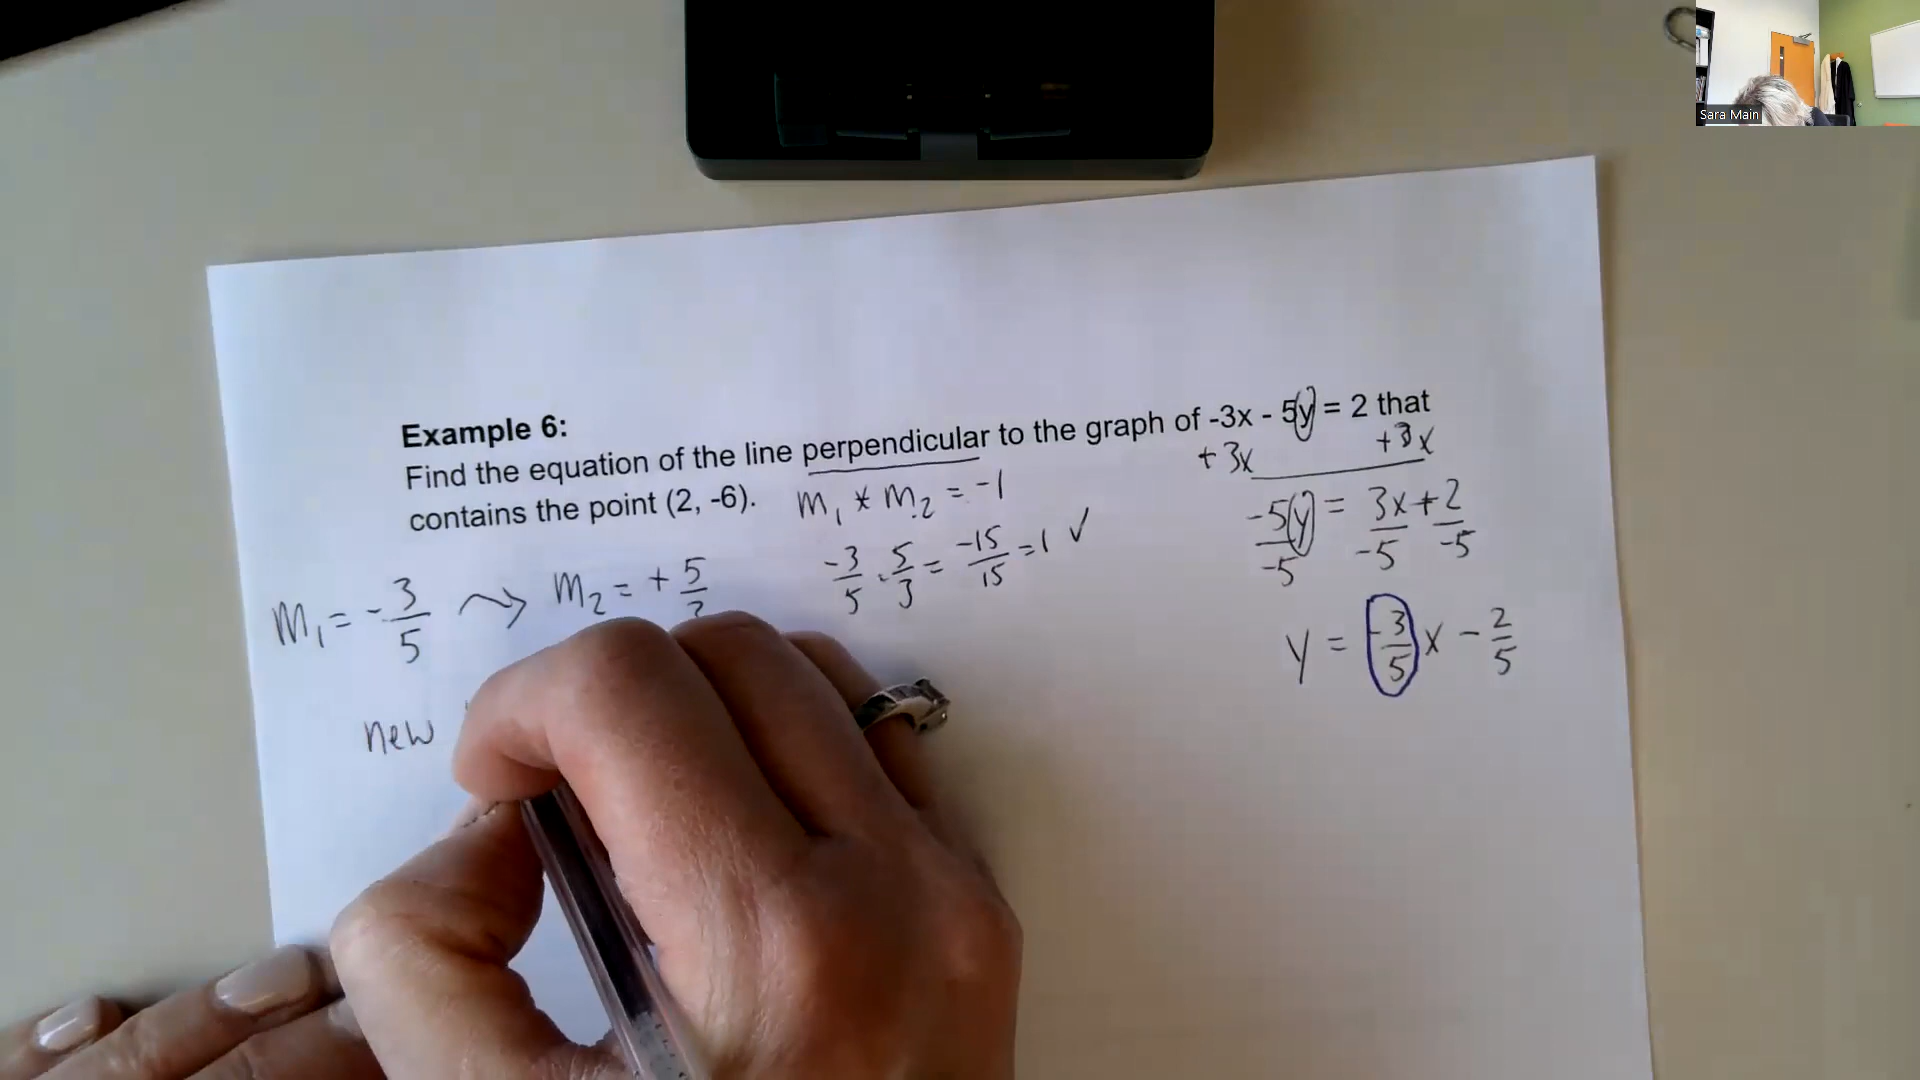 Sara Main
Example 6:
Find the equation of the line perpendicular to the graph of -3x - 5y = 2 that
contains the point (2, -6).
+3x +3x
m₁ * m₂ = -1
-5y/-5 = 3x/-5 + 2/-5
-3/5 · 5/3 = -15/15 = 1 ✓
m₁ = -3/5 ⤳ m₂ = + 5/3
y = -3/5 x - 2/5
new